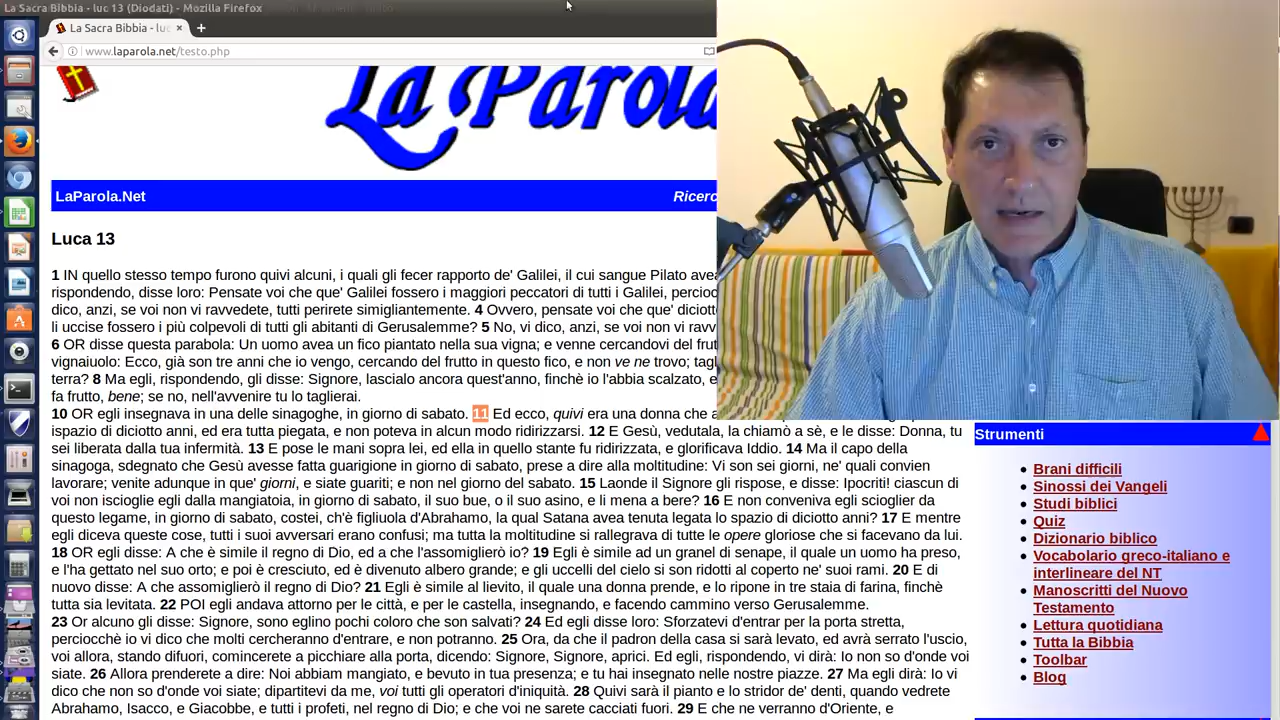 La Sacra Bibbia - luc 13 (Diodati) - Mozilla Firefox
La Sacra Bibbia - luc
www.laparola.net/testo.php
La Parola
LaParola.Net
Ricerc
Luca 13
1 IN quello stesso tempo furono quivi alcuni, i quali gli fecer rapporto de' Galilei, il cui sangue Pilato avea
rispondendo, disse loro: Pensate voi che que' Galilei fossero i maggiori peccatori di tutti i Galilei, percioc
dico, anzi, se voi non vi ravvedete, tutti perirete simigliantemente. 4 Ovvero, pensate voi che que' diciott
li uccise fossero i più colpevoli di tutti gli abitanti di Gerusalemme? 5 No, vi dico, anzi, se voi non vi ravv
6 OR disse questa parabola: Un uomo avea un fico piantato nella sua vigna; e venne cercandovi del frut
vignaiuolo: Ecco, già son tre anni che io vengo, cercando del frutto in questo fico, e non ve ne trovo; tagl
terra? 8 Ma egli, rispondendo, gli disse: Signore, lascialo ancora quest'anno, finchè io l'abbia scalzato, e
fa frutto, bene; se no, nell'avvenire tu lo taglierai.
10 OR egli insegnava in una delle sinagoghe, in giorno di sabato. 11 Ed ecco, quivi era una donna che a
ispazio di diciotto anni, ed era tutta piegata, e non poteva in alcun modo ridirizzarsi. 12 E Gesù, vedutala, la chiamò a sè, e le disse: Donna, tu
sei liberata dalla tua infermità. 13 E pose le mani sopra lei, ed ella in quello stante fu ridirizzata, e glorificava Iddio. 14 Ma il capo della
sinagoga, sdegnato che Gesù avesse fatta guarigione in giorno di sabato, prese a dire alla moltitudine: Vi son sei giorni, ne' quali convien
lavorare; venite adunque in que' giorni, e siate guariti; e non nel giorno del sabato. 15 Laonde il Signore gli rispose, e disse: Ipocriti! ciascun di
voi non iscioglie egli dalla mangiatoia, in giorno di sabato, il suo bue, o il suo asino, e li mena a bere? 16 E non conveniva egli scioglier da
questo legame, in giorno di sabato, costei, ch'è figliuola d'Abrahamo, la qual Satana avea tenuta legata lo spazio di diciotto anni? 17 E mentre
egli diceva queste cose, tutti i suoi avversari erano confusi; ma tutta la moltitudine si rallegrava di tutte le opere gloriose che si facevano da lui.
18 OR egli disse: A che è simile il regno di Dio, ed a che l'assomiglierò io? 19 Egli è simile ad un granel di senape, il quale un uomo ha preso,
e l'ha gettato nel suo orto; e poi è cresciuto, ed è divenuto albero grande; e gli uccelli del cielo si son ridotti al coperto ne' suoi rami. 20 E di
nuovo disse: A che assomiglierò il regno di Dio? 21 Egli è simile al lievito, il quale una donna prende, e lo ripone in tre staia di farina, finchè
tutta sia levitata. 22 POI egli andava attorno per le città, e per le castella, insegnando, e facendo cammino verso Gerusalemme.
23 Or alcuno gli disse: Signore, sono eglino pochi coloro che son salvati? 24 Ed egli disse loro: Sforzatevi d'entrar per la porta stretta,
perciocchè io vi dico che molti cercheranno d'entrare, e non potranno. 25 Ora, da che il padron della casa si sarà levato, ed avrà serrato l'uscio,
voi allora, stando difuori, comincerete a picchiare alla porta, dicendo: Signore, Signore, aprici. Ed egli, rispondendo, vi dirà: Io non so d'onde voi
siate. 26 Allora prenderete a dire: Noi abbiam mangiato, e bevuto in tua presenza; e tu hai insegnato nelle nostre piazze. 27 Ma egli dirà: Io vi
dico che non so d'onde voi siate; dipartitevi da me, voi tutti gli operatori d'iniquità. 28 Quivi sarà il pianto e lo stridor de' denti, quando vedrete
Abrahamo, Isacco, e Giacobbe, e tutti i profeti, nel regno di Dio; e che voi ne sarete cacciati fuori. 29 E che ne verranno d'Oriente, e
Strumenti
Brani difficili
Sinossi dei Vangeli
Studi biblici
Quiz
Dizionario biblico
Vocabolario greco-italiano e
interlineare del NT
Manoscritti del Nuovo
Testamento
Lettura quotidiana
Tutta la Bibbia
Toolbar
Blog